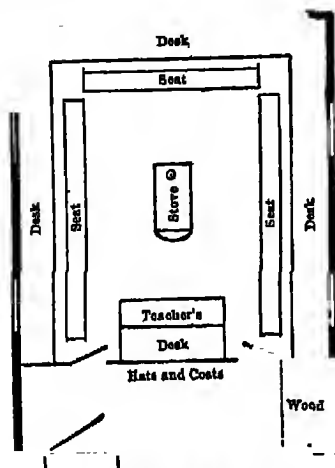 Desk
Seat
Desk
Seat
Stove
Seat
Desk
Teacher's
Desk
Hats and Coats
Wood